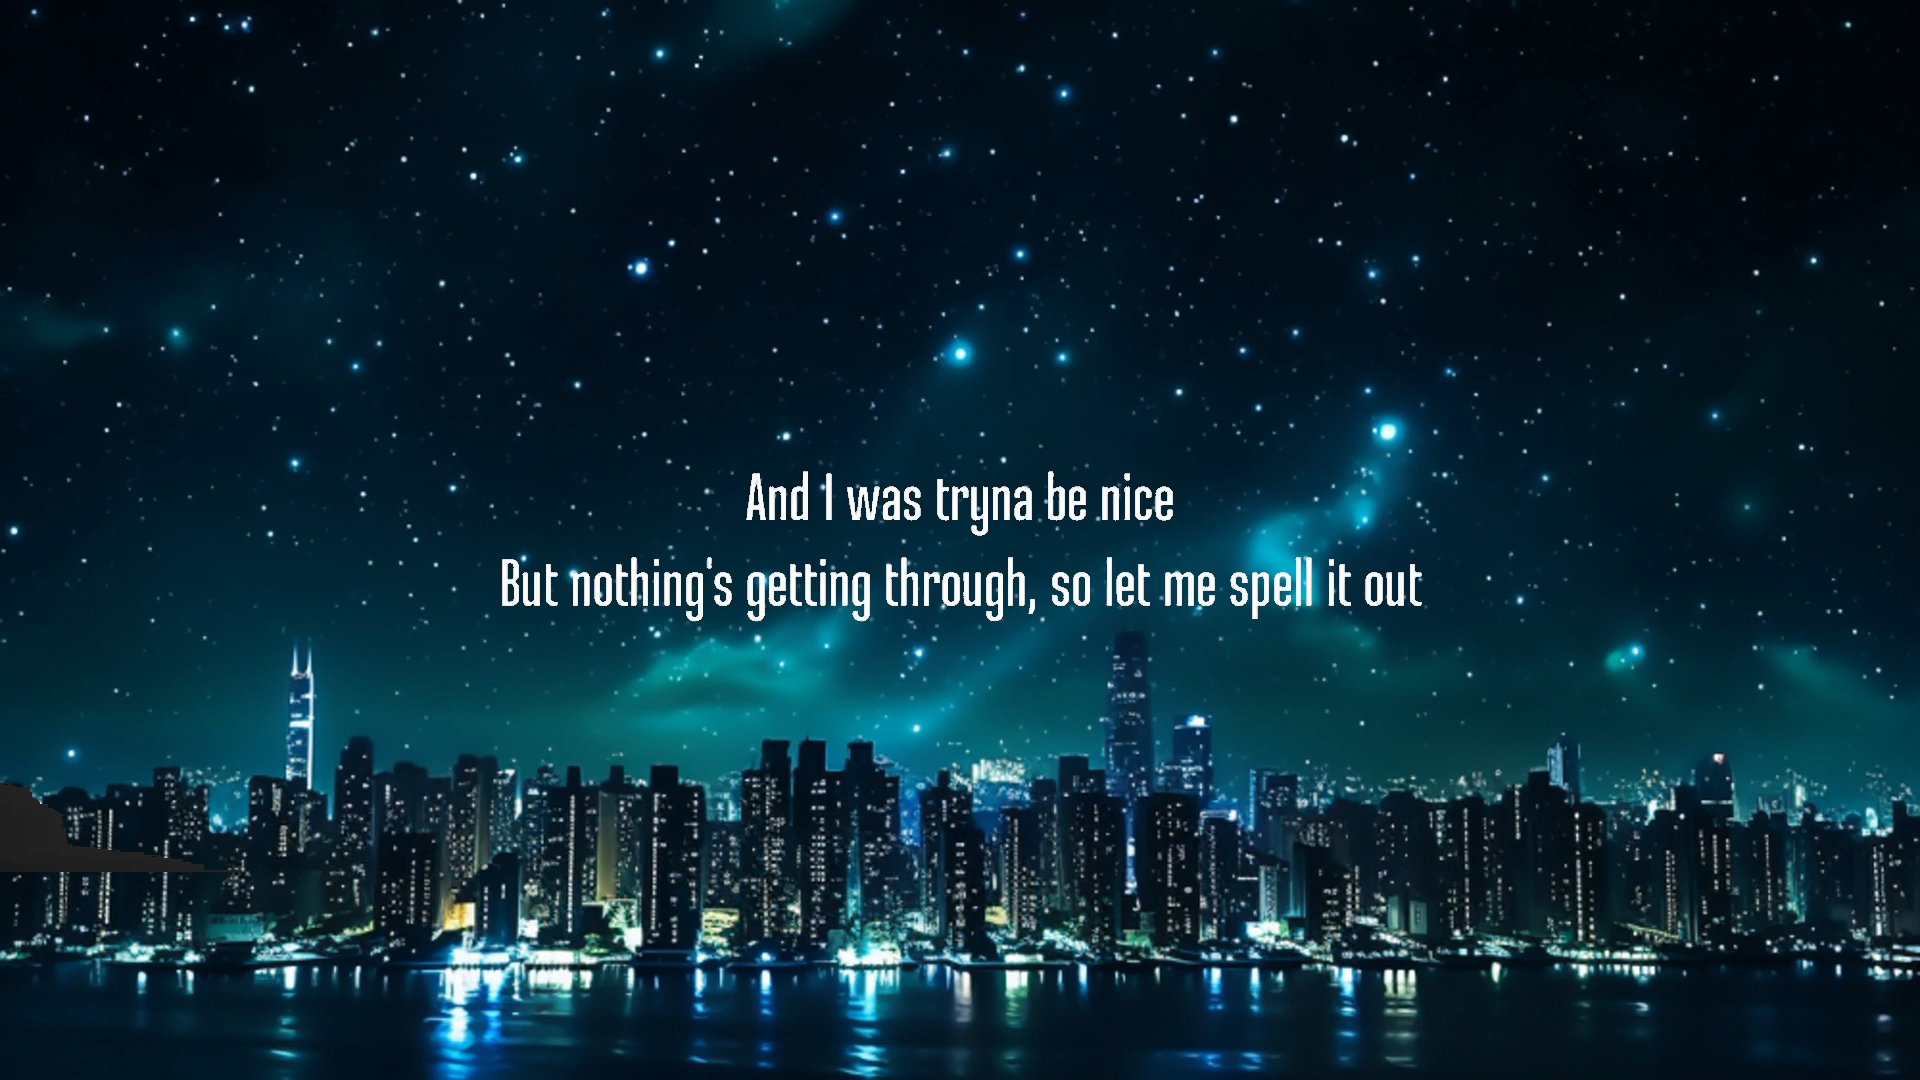 And I was tryna be nice
But nothing's getting through, so let me spell it out